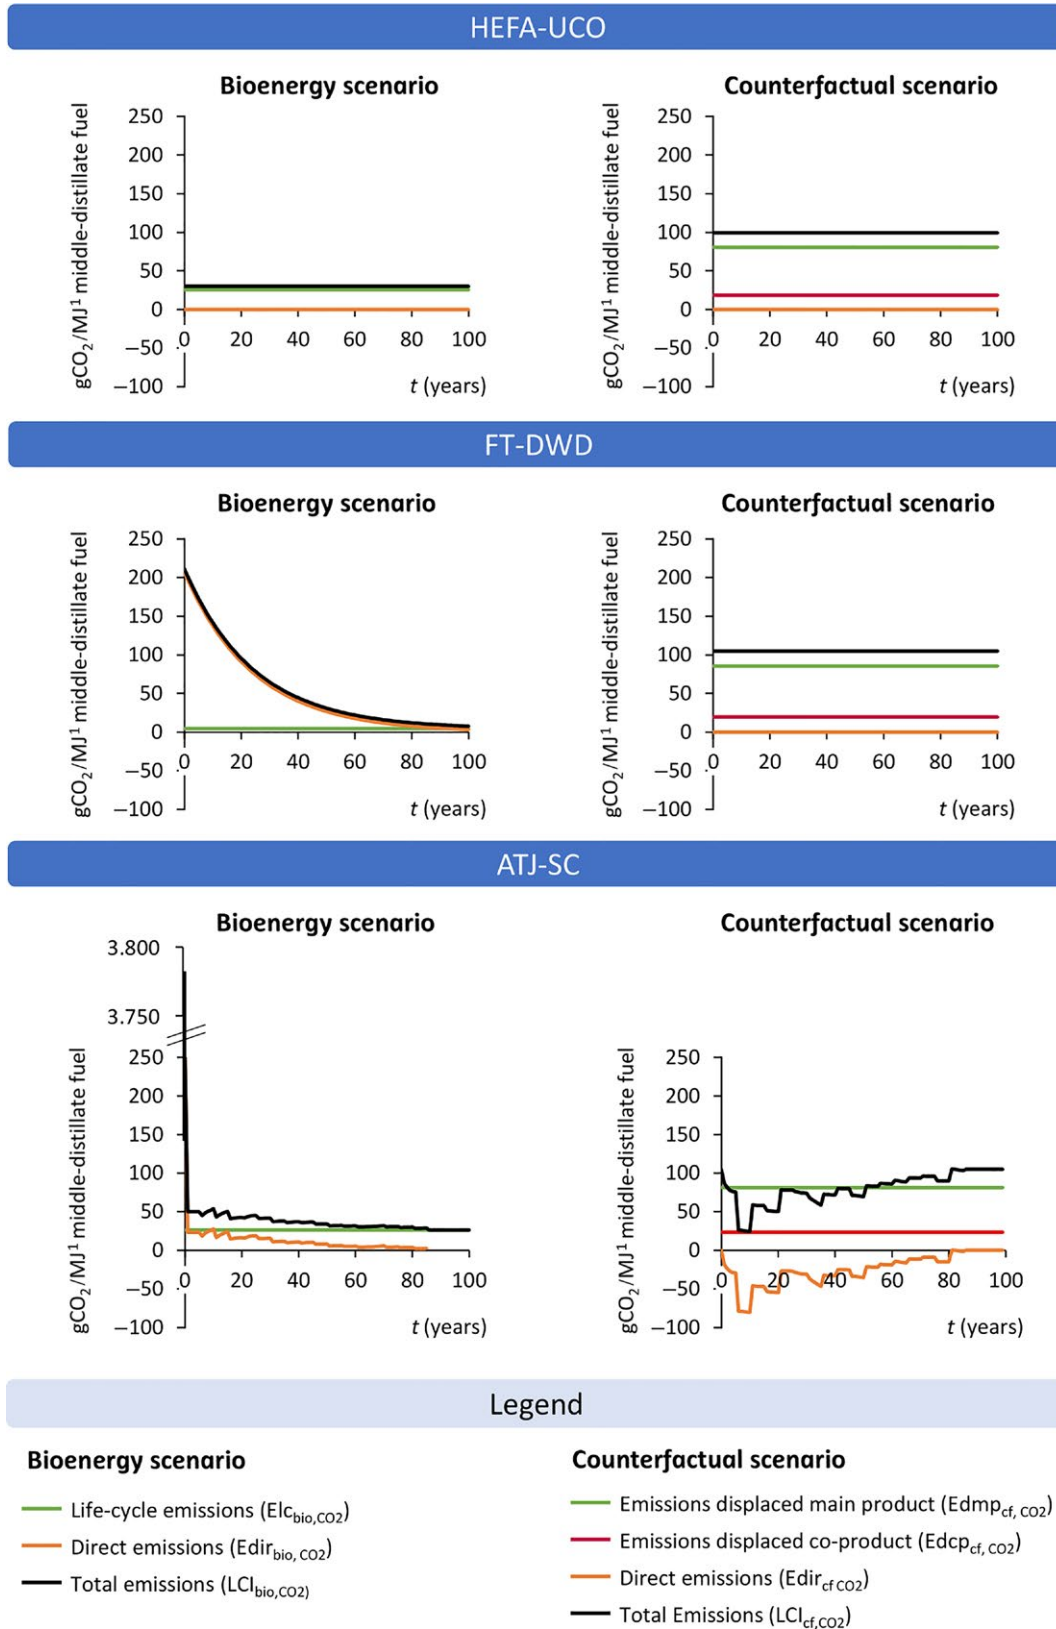 HEFA-UCO
Bioenergy scenario
gCO2/MJ1 middle-distillate fuel
250
200
150
100
50
0
−50
−100
0 20 40 60 80 100
t (years)
Counterfactual scenario
gCO2/MJ1 middle-distillate fuel
250
200
150
100
50
0
−50
−100
0 20 40 60 80 100
t (years)
FT-DWD
Bioenergy scenario
gCO2/MJ1 middle-distillate fuel
250
200
150
100
50
0
−50
−100
0 20 40 60 80 100
t (years)
Counterfactual scenario
gCO2/MJ1 middle-distillate fuel
250
200
150
100
50
0
−50
−100
0 20 40 60 80 100
t (years)
ATJ-SC
Bioenergy scenario
gCO2/MJ1 middle-distillate fuel
3.800
3.750
250
200
150
100
50
0
−50
−100
0 20 40 60 80 100
t (years)
Counterfactual scenario
gCO2/MJ1 middle-distillate fuel
250
200
150
100
50
0
−50
−100
0 20 40 60 80 100
t (years)
Legend
Bioenergy scenario
Life-cycle emissions (Elcbio,CO2)
Direct emissions (Edirbio, CO2)
Total emissions (LCIbio,CO2)
Counterfactual scenario
Emissions displaced main product (Edmpcf, CO2)
Emissions displaced co-product (Edcpcf, CO2)
Direct emissions (Edircf CO2)
Total Emissions (LCIcf,CO2)